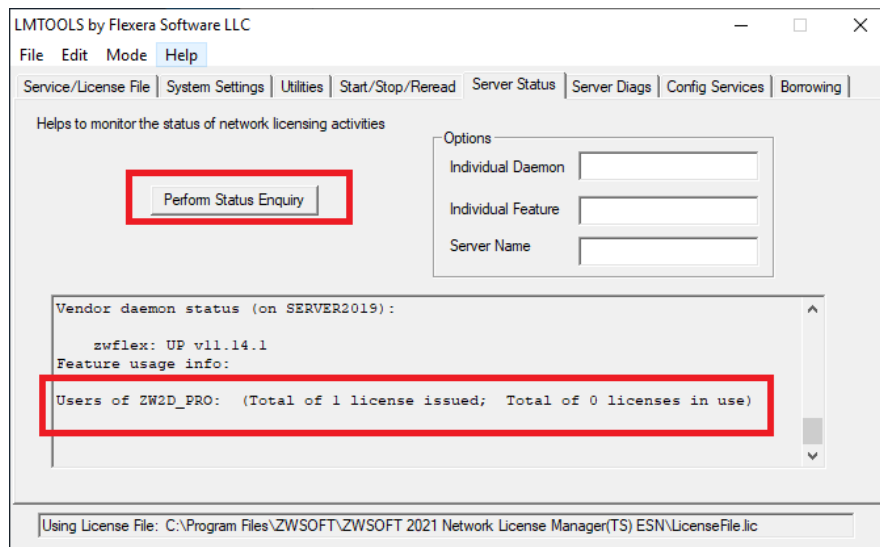 LMTOOLS by Flexera Software LLC
File Edit Mode Help
Service/License File System Settings Utilities Start/Stop/Reread Server Status Server Diags Config Services Borrowing
Helps to monitor the status of network licensing activities
Options
Individual Daemon
Perform Status Enquiry
Individual Feature
Server Name
Vendor daemon status (on SERVER2019):
zwflex: UP v11.14.1
Feature usage info:
Users of ZW2D_PRO: (Total of 1 license issued; Total of 0 licenses in use)
Using License File: C:\Program Files\ZWSOFT\ZWSOFT 2021 Network License Manager(TS) ESN\LicenseFile.lic